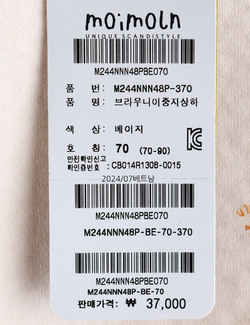 moimoln
UNIQUE SCANDISTYLE
M244NNN48PBE070
품 번: M244NNN48P-370
품 명: 브라우니이중지상하
색 상: 베이지
호 칭: 70 (70-90)
안전확인신고
확인증번호 : CB014R1308-0015
2024/07베트남
M244NNN48PBE070
M244NNN48P-BE-70-370
M244NNN48PBE070
M244NNN48P-BE-70
판매가격: ₩ 37,000